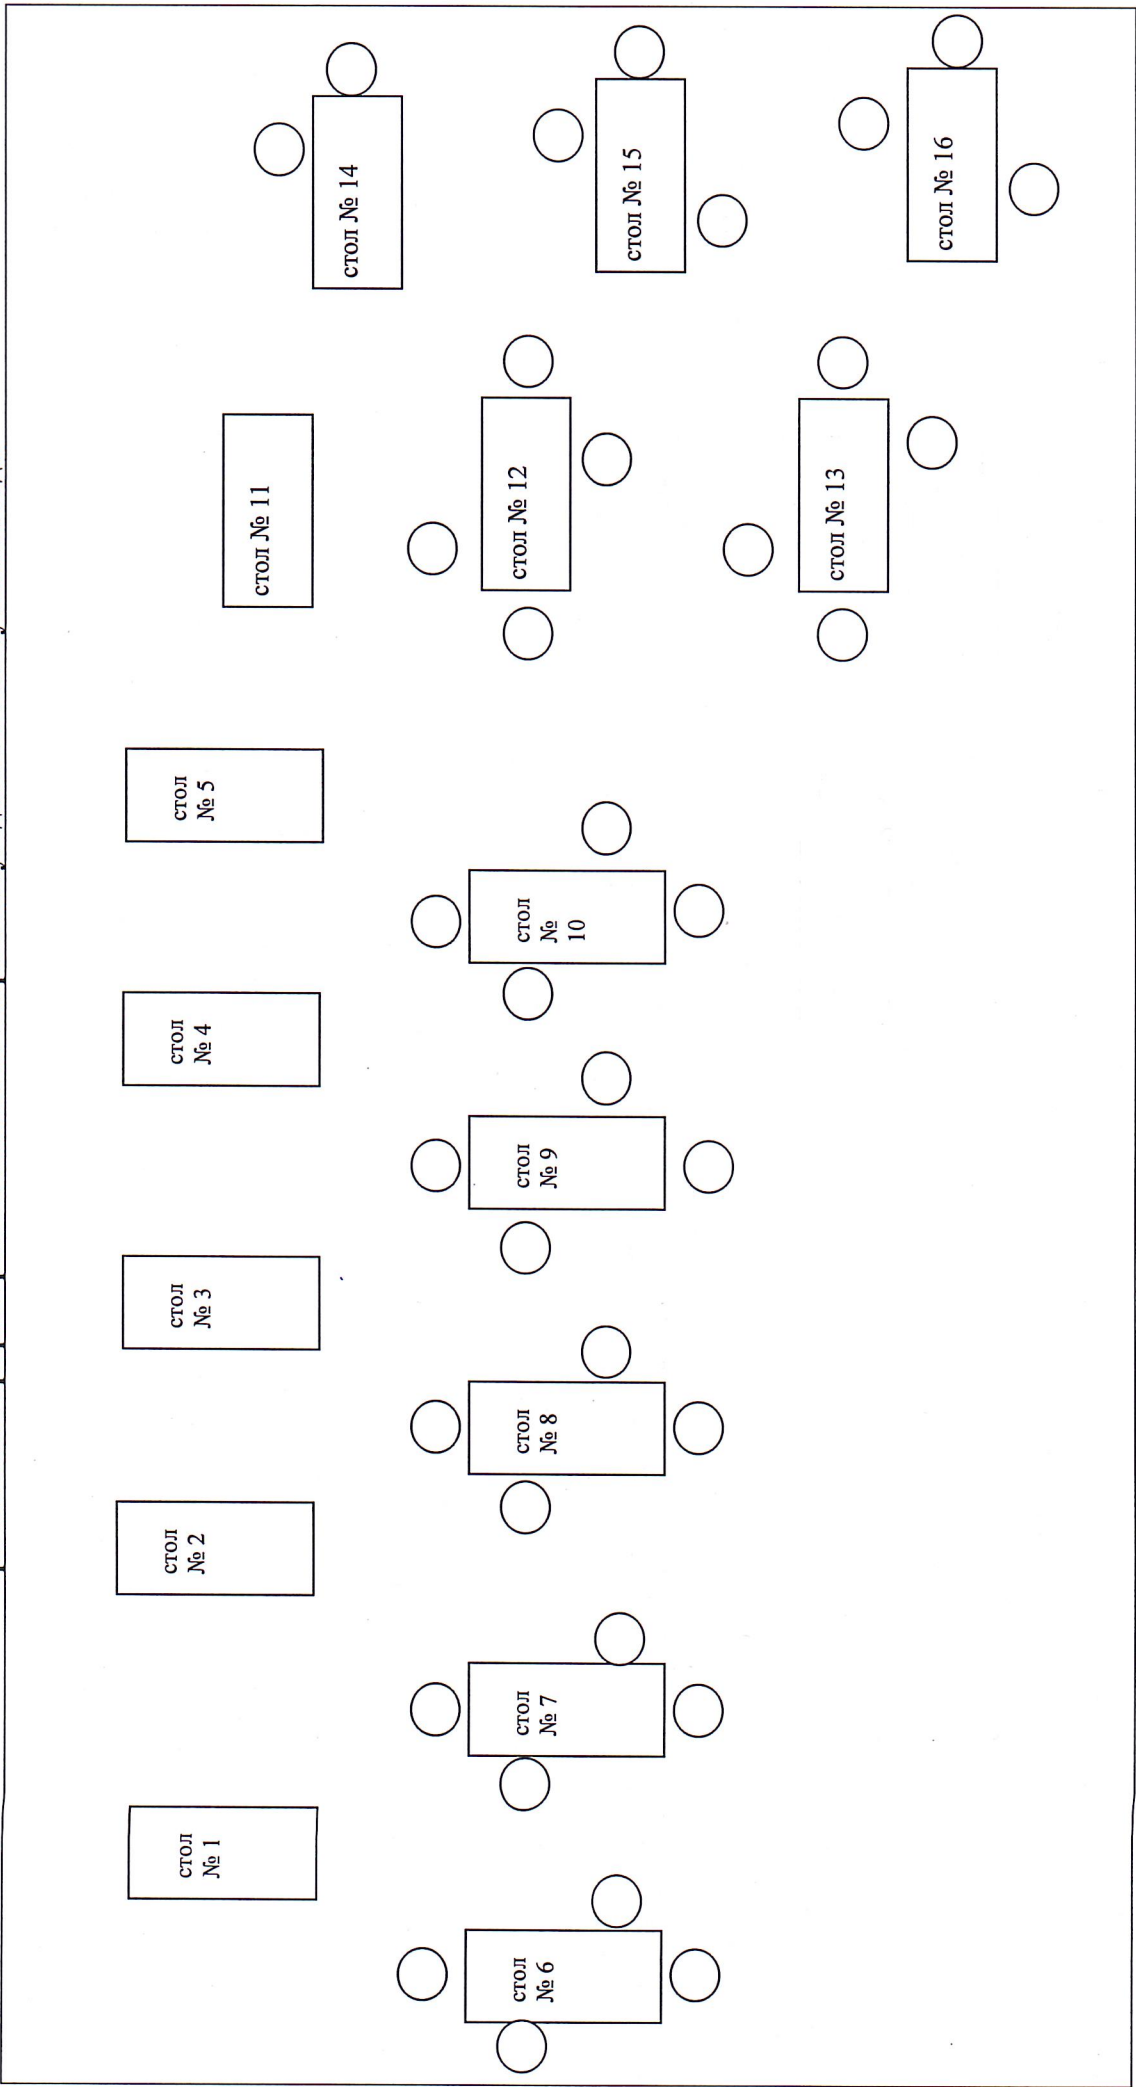 стол
№ 1
стол
№ 2
стол
№ 3
стол
№ 4
стол
№ 5
стол № 11
стол № 14
стол
№ 6
стол
№ 7
стол
№ 8
стол
№ 9
стол
№
10
стол № 12
стол № 15
стол № 13
стол № 16